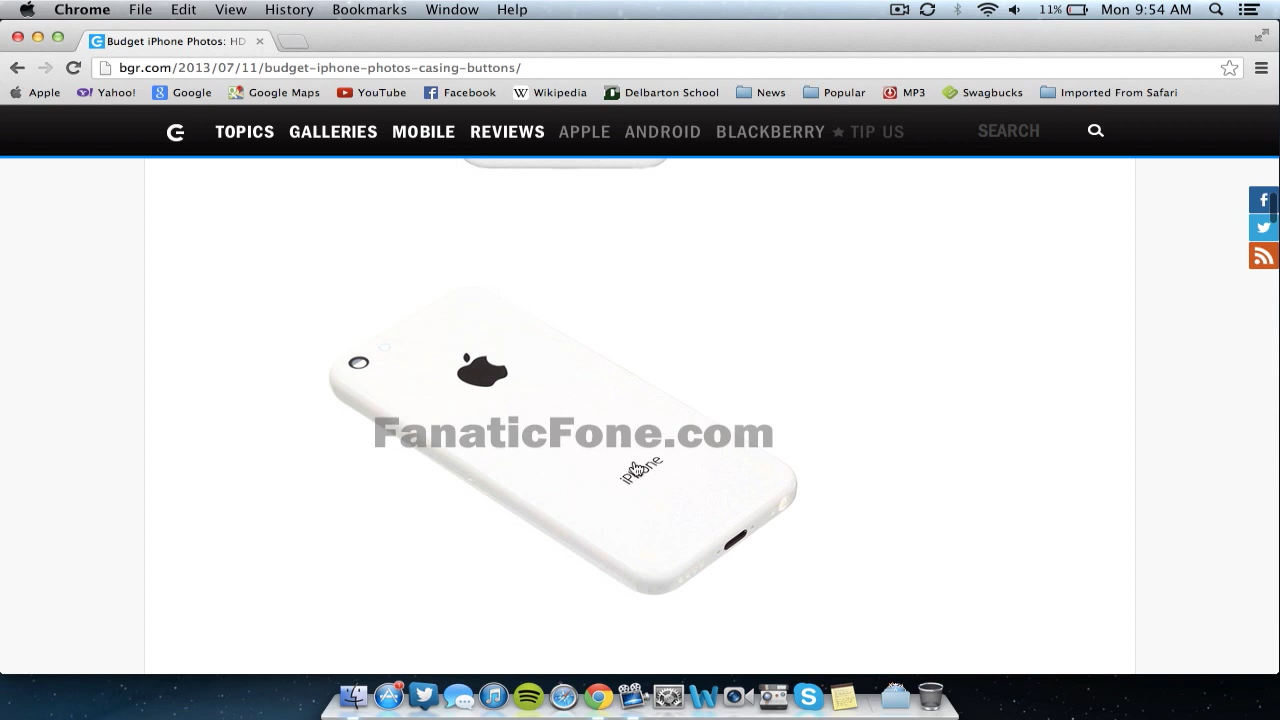 Chrome File Edit View History Bookmarks Window Help 11% Mon 9:54 AM
Budget iPhone Photos: HD
bgr.com/2013/07/11/budget-iphone-photos-casing-buttons/
Apple Yahoo! Google Google Maps YouTube Facebook Wikipedia Delbarton School News Popular MP3 Swagbucks Imported From Safari
TOPICS GALLERIES MOBILE REVIEWS APPLE ANDROID BLACKBERRY TIP US SEARCH
FanaticFone.com
iPhone